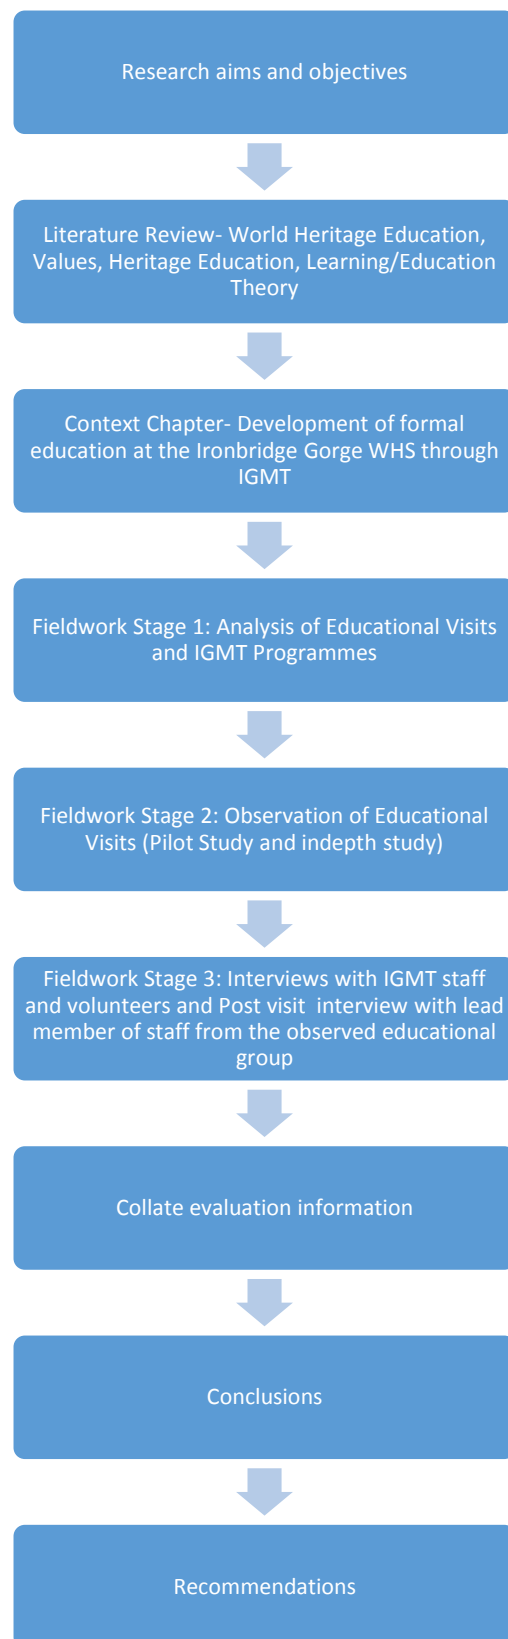 Research aims and objectives
Literature Review- World Heritage Education,
Values, Heritage Education, Learning/Education
Theory
Context Chapter- Development of formal
education at the Ironbridge Gorge WHS through
IGMT
Fieldwork Stage 1: Analysis of Educational Visits
and IGMT Programmes
Fieldwork Stage 2: Observation of Educational
Visits (Pilot Study and indepth study)
Fieldwork Stage 3: Interviews with IGMT staff
and volunteers and Post visit interview with lead
member of staff from the observed educational
group
Collate evaluation information
Conclusions
Recommendations